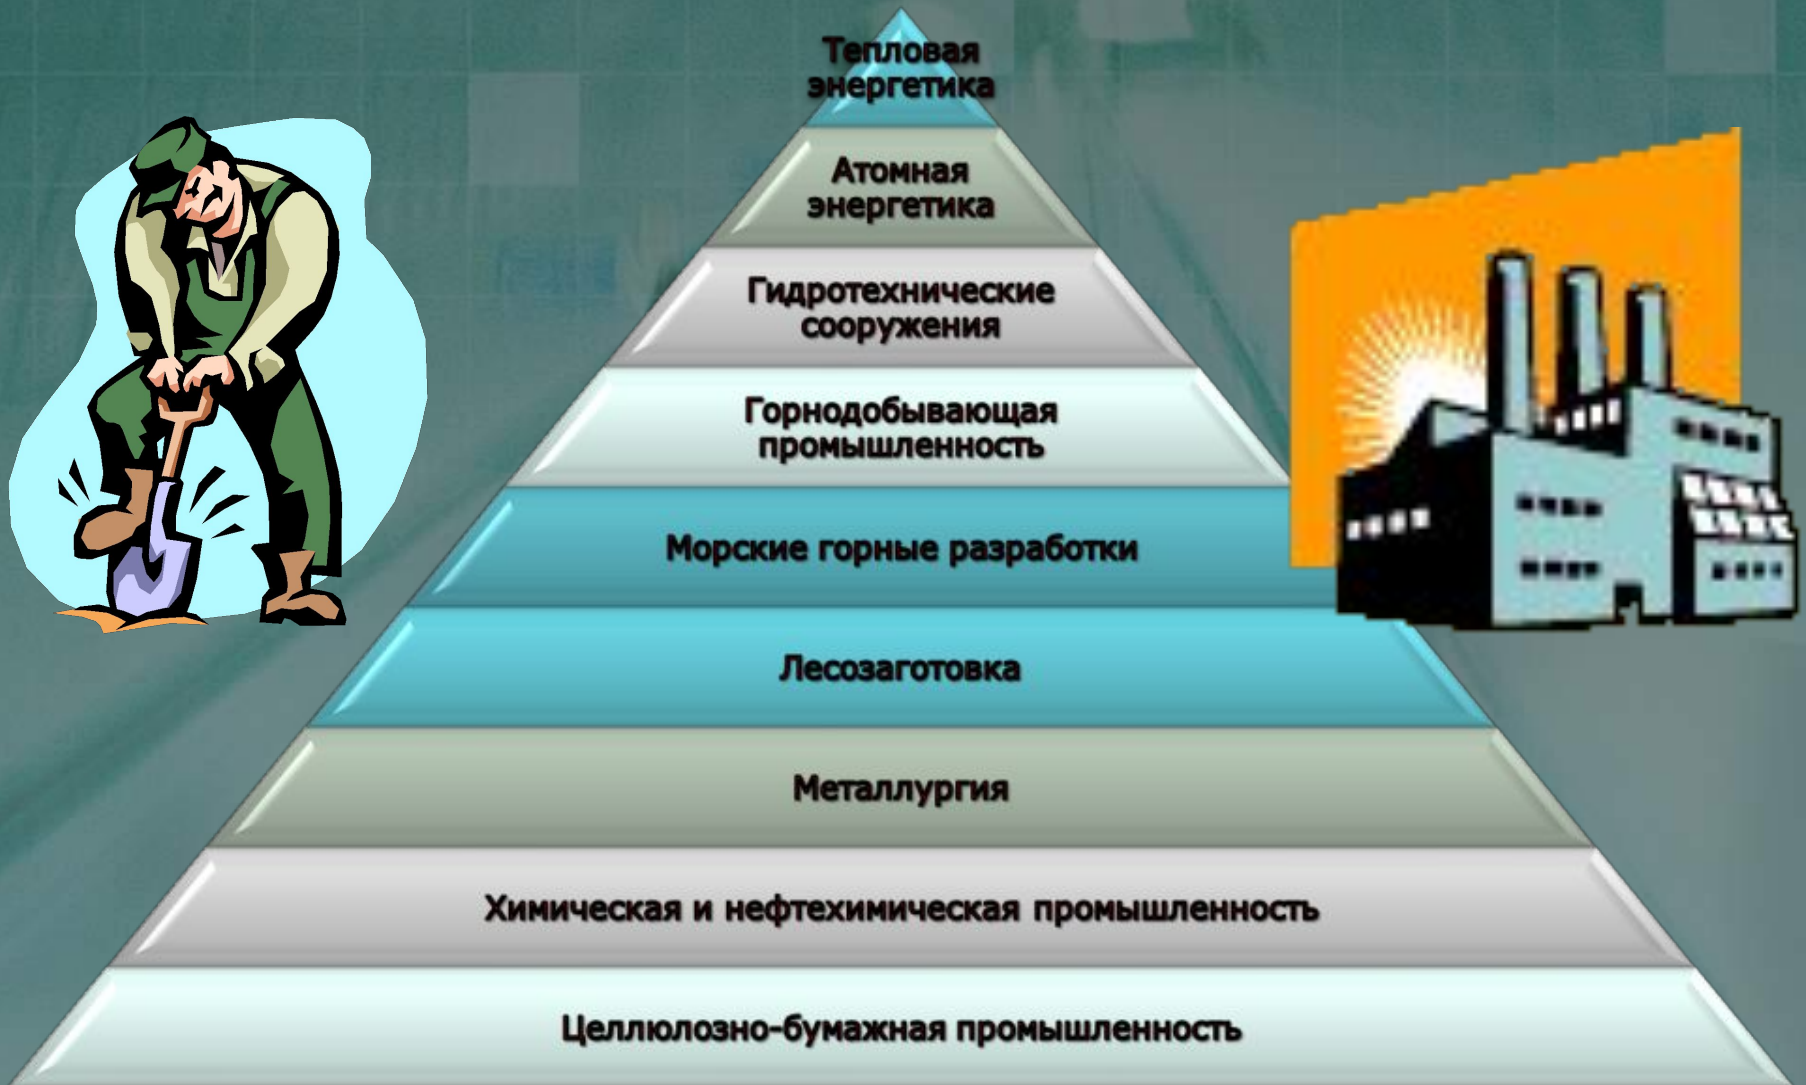 Тепловая
энергетика
Атомная
энергетика
Гидротехнические
сооружения
Горнодобывающая
промышленность
Морские горные разработки
Лесозаготовка
Металлургия
Химическая и нефтехимическая промышленность
Целлюлозно-бумажная промышленность